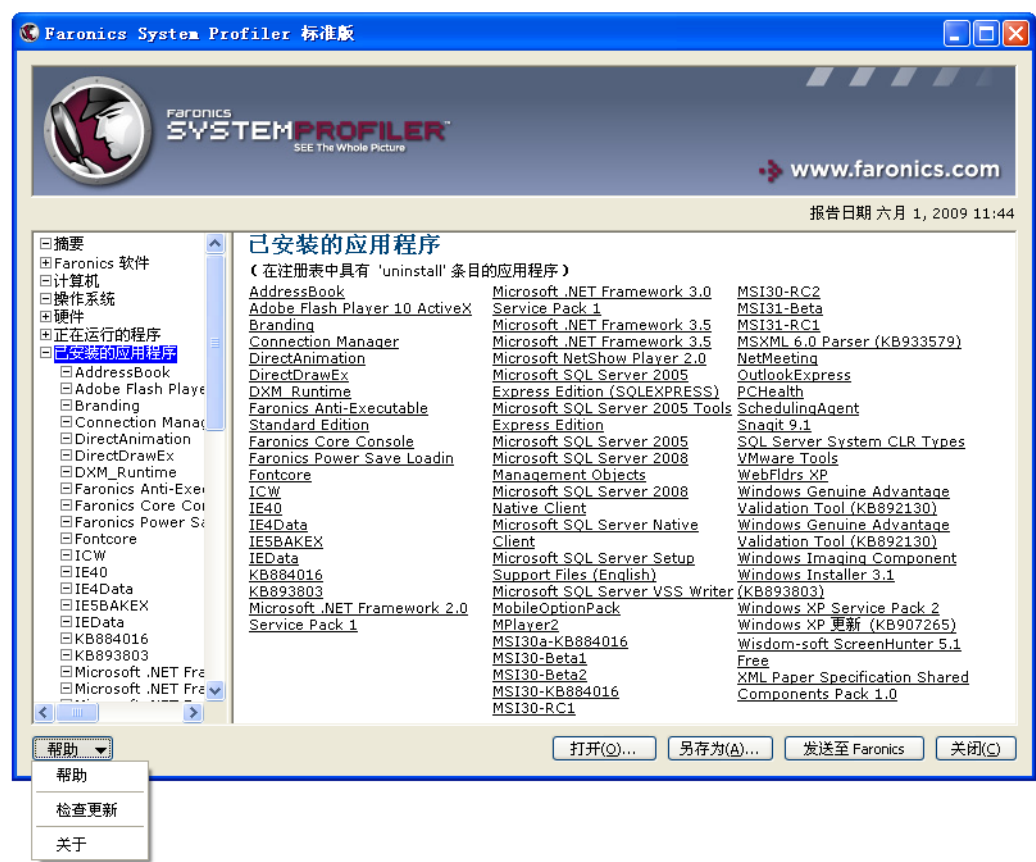 Faronics System Profiler 标准版
Faronics
SYSTEMPROFILER™
SEE The Whole Picture
www.faronics.com
报告日期 六月 1, 2009 11:44
摘要
Faronics 软件
计算机
操作系统
硬件
正在运行的程序
已安装的应用程序
AddressBook
Adobe Flash Playe
Branding
Connection Manag
DirectAnimation
DirectDrawEx
DXM_Runtime
Faronics Anti-Exe
Faronics Core Co
Faronics Power Sa
Fontcore
ICW
IE40
IE4Data
IE5BAKEX
IEData
KB884016
KB893803
Microsoft .NET Fra
Microsoft .NET Fra
已安装的应用程序
(在注册表中具有 'uninstall' 条目的应用程序)
AddressBook
Adobe Flash Player 10 ActiveX
Branding
Connection Manager
DirectAnimation
DirectDrawEx
DXM_Runtime
Faronics Anti-Executable
Standard Edition
Faronics Core Console
Faronics Power Save Loadin
Fontcore
ICW
IE40
IE4Data
IE5BAKEX
IEData
KB884016
KB893803
Microsoft .NET Framework 2.0
Service Pack 1
Microsoft .NET Framework 3.0
Service Pack 1
Microsoft .NET Framework 3.5
Microsoft .NET Framework 3.5
Microsoft NetShow Player 2.0
Microsoft SQL Server 2005
Express Edition (SQLEXPRESS)
Microsoft SQL Server 2005 Tools
Express Edition
Microsoft SQL Server 2005
Microsoft SQL Server 2008
Management Objects
Microsoft SQL Server 2008
Native Client
Microsoft SQL Server Native
Client
Microsoft SQL Server Setup
Support Files (English)
Microsoft SQL Server VSS Writer
MobileOptionPack
MPlayer2
MSI30a-KB884016
MSI30-Beta1
MSI30-Beta2
MSI30-KB884016
MSI30-RC1
MSI30-RC2
MSI31-Beta
MSI31-RC1
MSXML 6.0 Parser (KB933579)
NetMeeting
OutlookExpress
PCHealth
SchedulingAgent
Snagit 9.1
SQL Server System CLR Types
VMware Tools
WebFldrs XP
Windows Genuine Advantage
Validation Tool (KB892130)
Windows Genuine Advantage
Validation Tool (KB892130)
Windows Imaging Component
Windows Installer 3.1
(KB893803)
Windows XP Service Pack 2
Windows XP 更新 (KB907265)
Wisdom-soft ScreenHunter 5.1
Free
XML Paper Specification Shared
Components Pack 1.0
帮助
打开(O)...
另存为(A)...
发送至 Faronics
关闭(C)
帮助
检查更新
关于